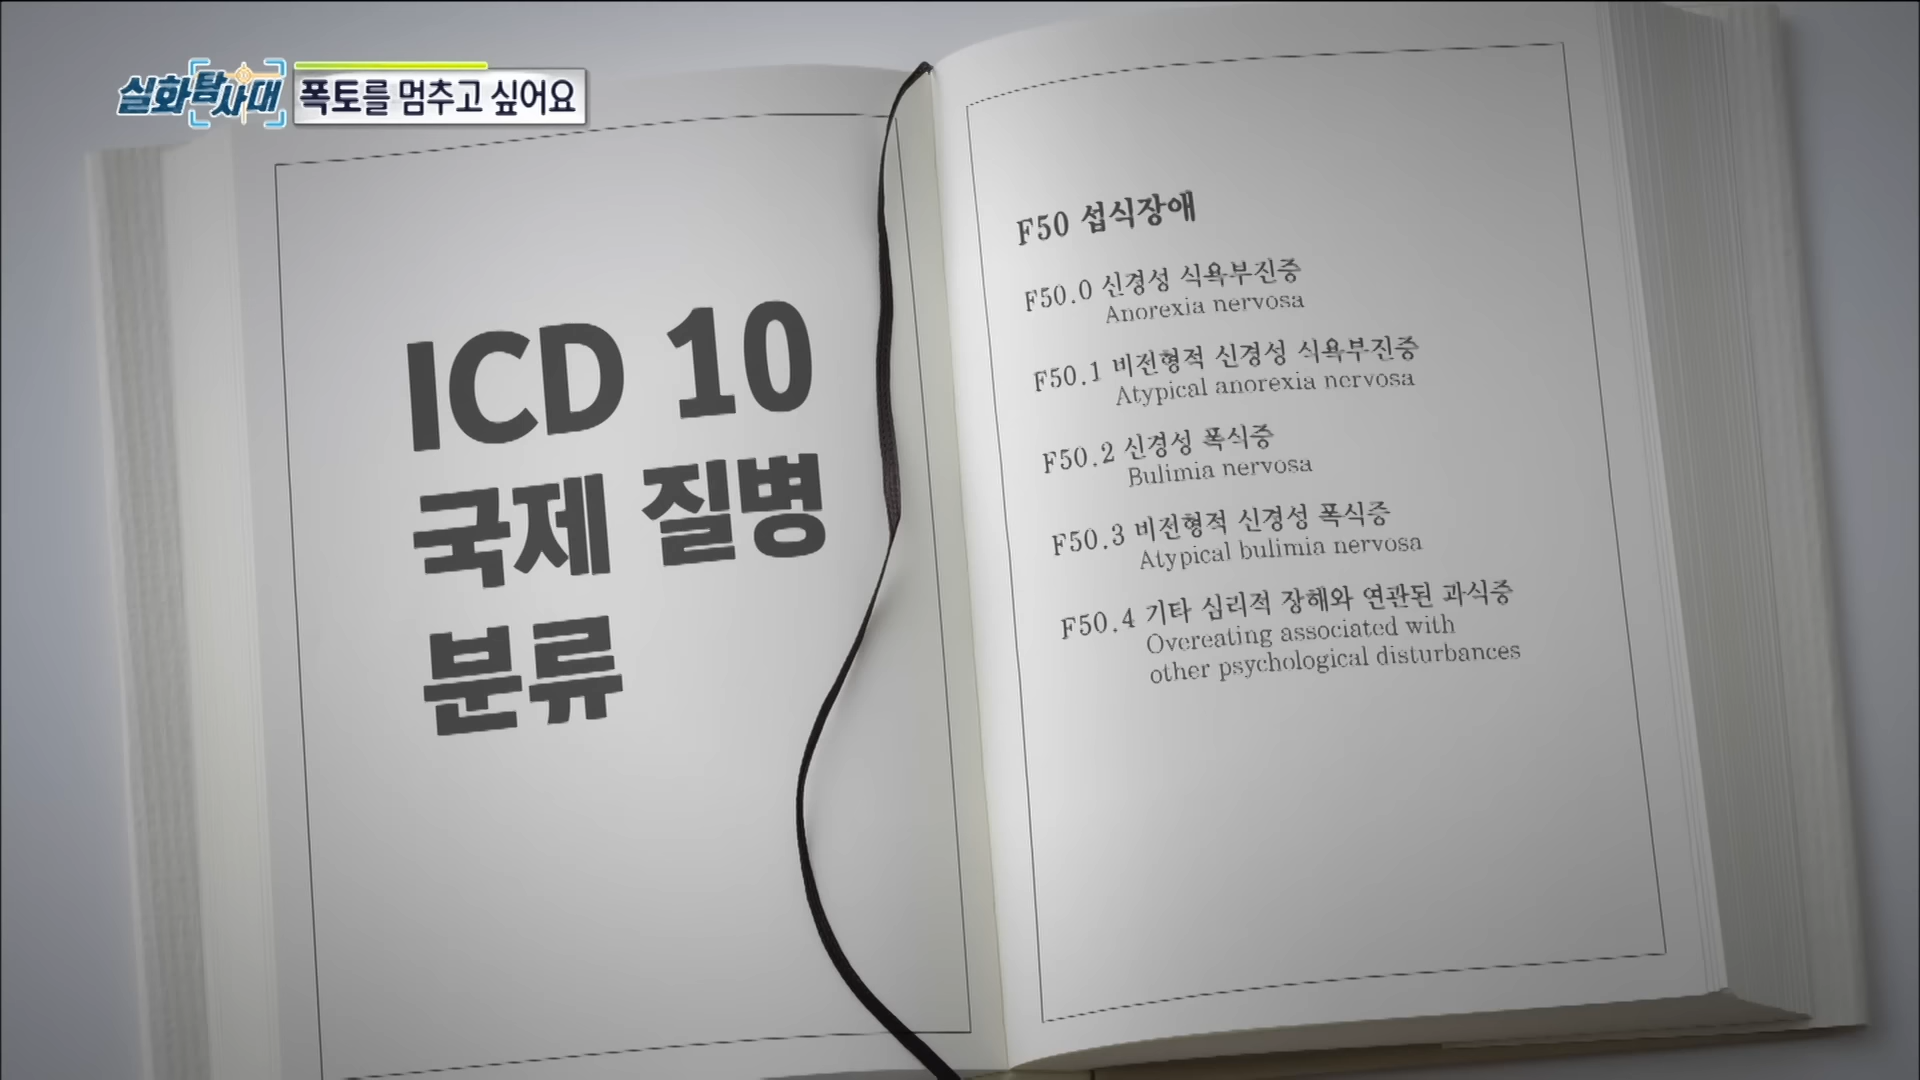 실화탐사대
폭토를 멈추고 싶어요
ICD 10
국제 질병
분류
F50 섭식장애
F50.0 신경성 식욕부진증
Anorexia nervosa
F50.1 비전형적 신경성 식욕부진증
Atypical anorexia nervosa
F50.2 신경성 폭식증
Bulimia nervosa
F50.3 비전형적 신경성 폭식증
Atypical bulimia nervosa
F50.4 기타 심리적 장해와 연관된 과식증
Overeating associated with
other psychological disturbances